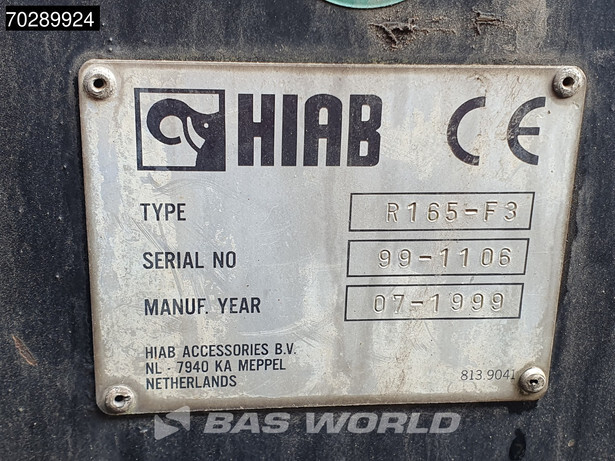 70289924
HIAB CE
TYPE R165-F3
SERIAL NO 99-1106
MANUF. YEAR 07-1999
HIAB ACCESSORIES B.V.
NL - 7940 KA MEPPEL
NETHERLANDS
813.9041
BAS WORLD